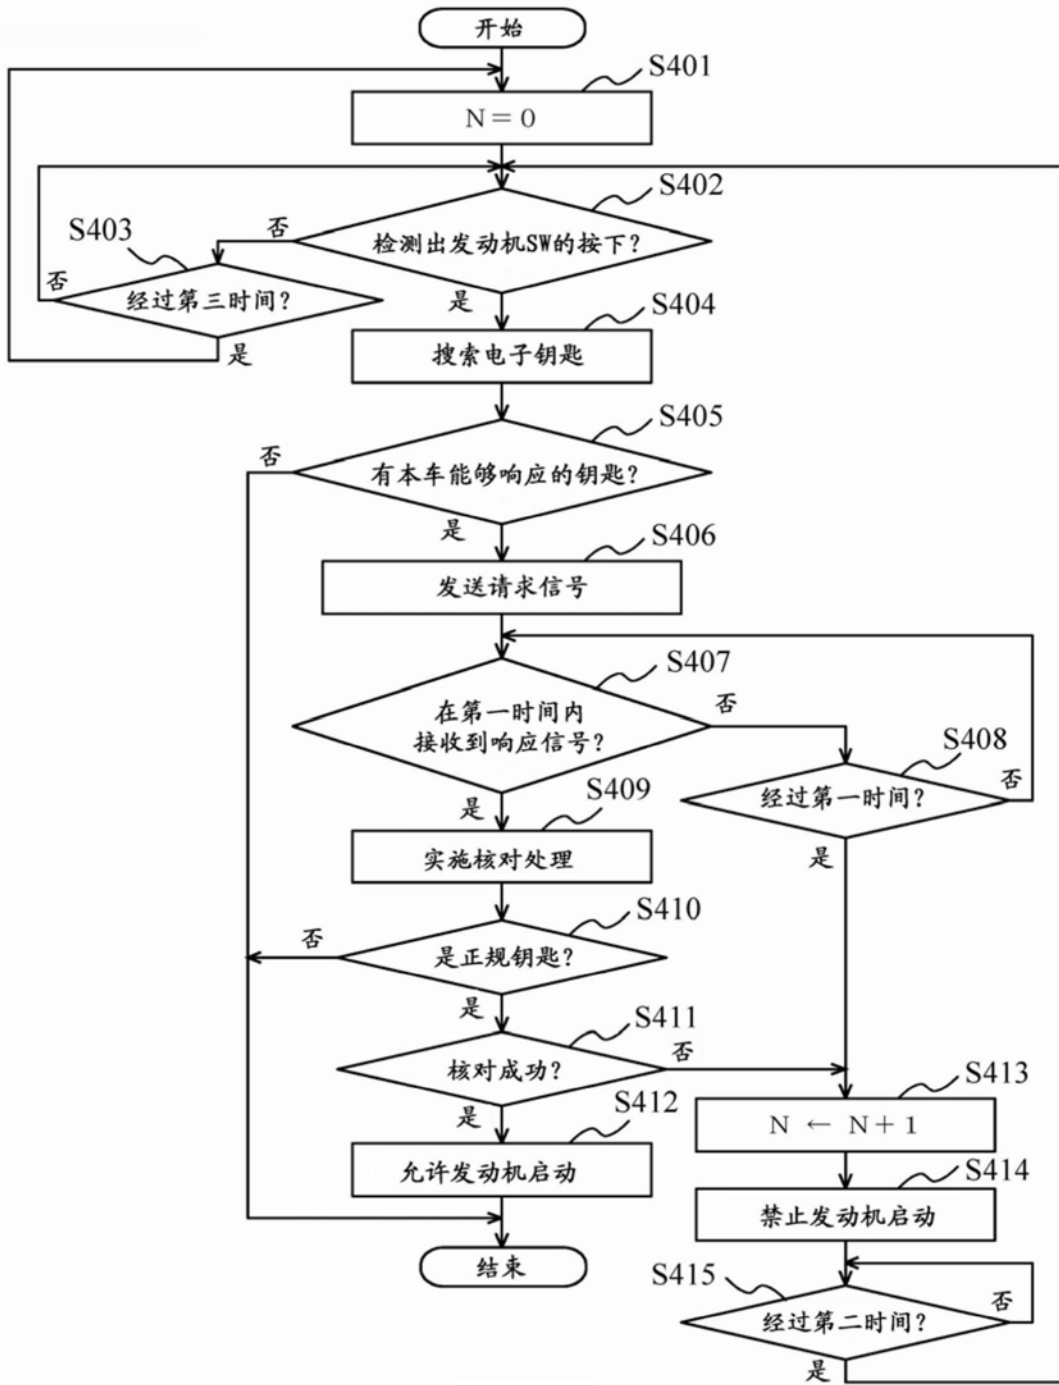 开始
S401
N=0
S402
检测出发动机SW的按下?
否
S403
否
经过第三时间?
是
是
S404
搜索电子钥匙
S405
否
有本车能够响应的钥匙?
是
S406
发送请求信号
S407
在第一时间内
接收到响应信号?
否
S408
经过第一时间?
否
是
是
S409
实施核对处理
S410
否
是正规钥匙?
是
S411
核对成功?
否
是
S412
允许发动机启动
结束
S413
N ← N+1
S414
禁止发动机启动
S415
经过第二时间?
否
是